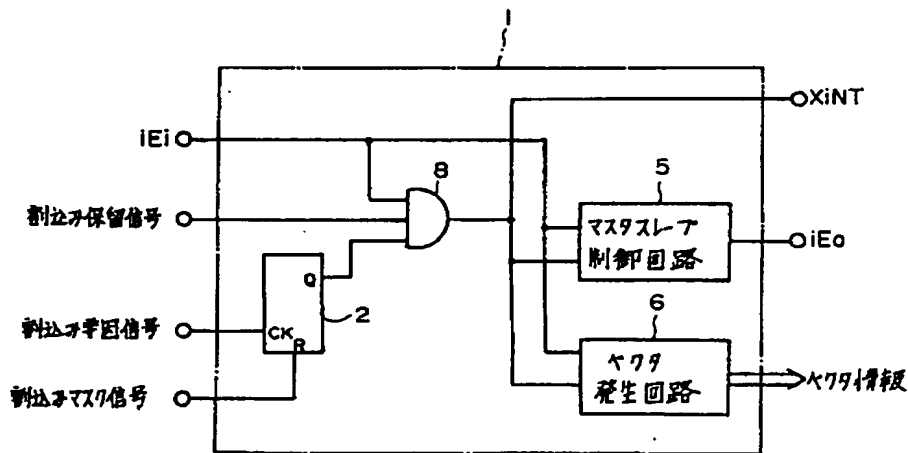 1
XiNT
iEi
8
5
割込み保留信号
マスタスレーブ
制御回路
iEo
Q
2
6
割込み要因信号
CK
R
ベクタ
発生回路
ベクタ情報
割込みマスク信号